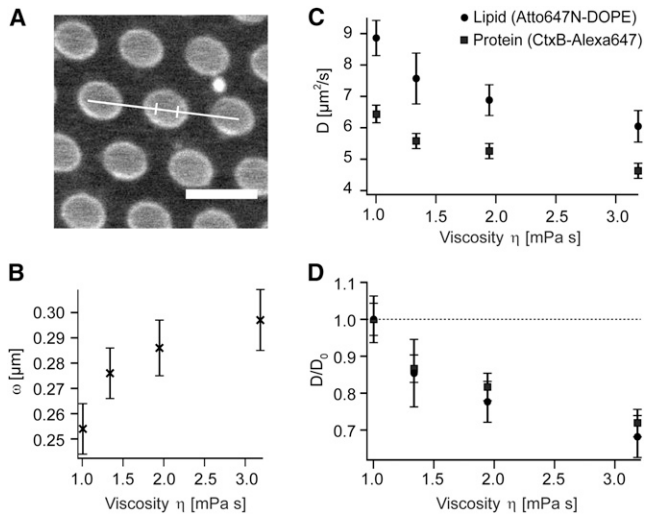 A
C
Lipid (Atto647N-DOPE)
Protein (CtxB-Alexa647)
9
8
7
6
5
4
D [µm²/s]
1.0 1.5 2.0 2.5 3.0
Viscosity η [mPa s]
B
0.30
0.29
0.28
0.27
0.26
0.25
ω [µm]
1.0 1.5 2.0 2.5 3.0
Viscosity η [mPa s]
D
1.1
1.0
0.9
0.8
0.7
D/D₀
1.0 1.5 2.0 2.5 3.0
Viscosity η [mPa s]